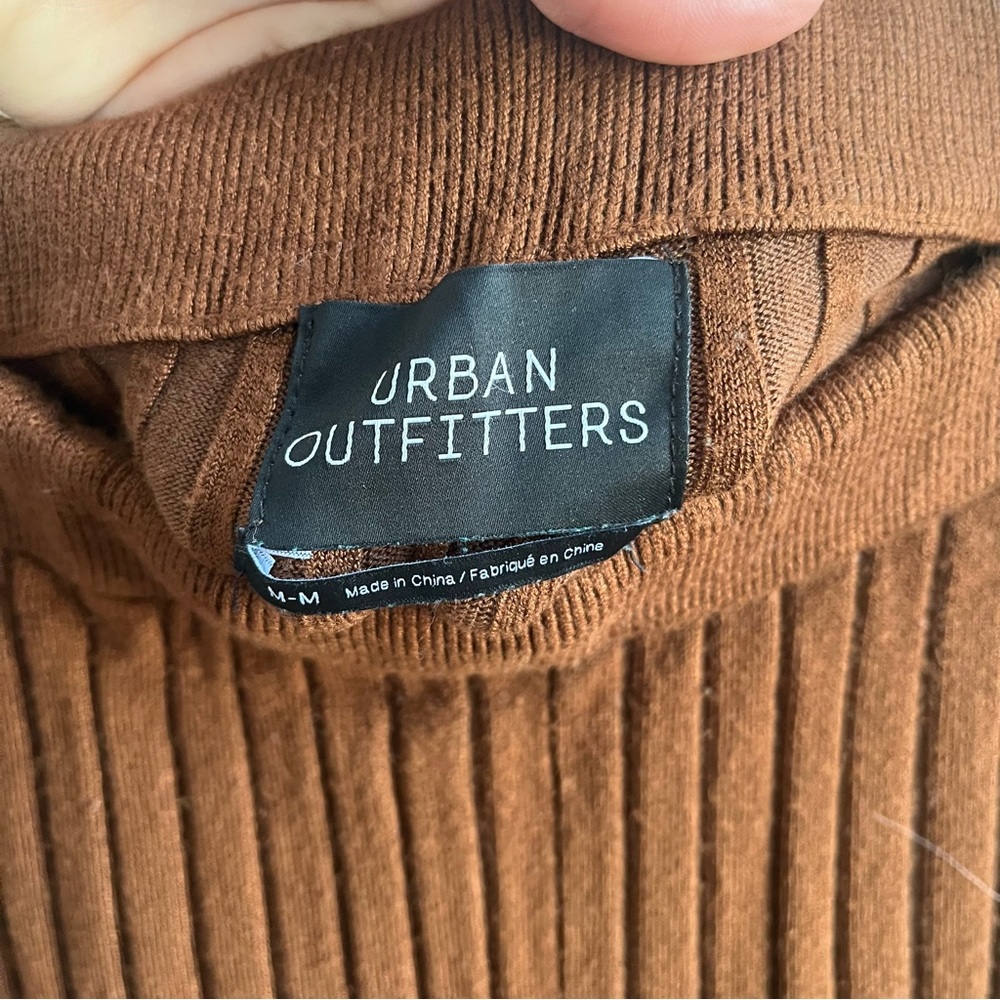 URBAN
OUTFITTERS
M-M Made in China / Fabriqué en Chine